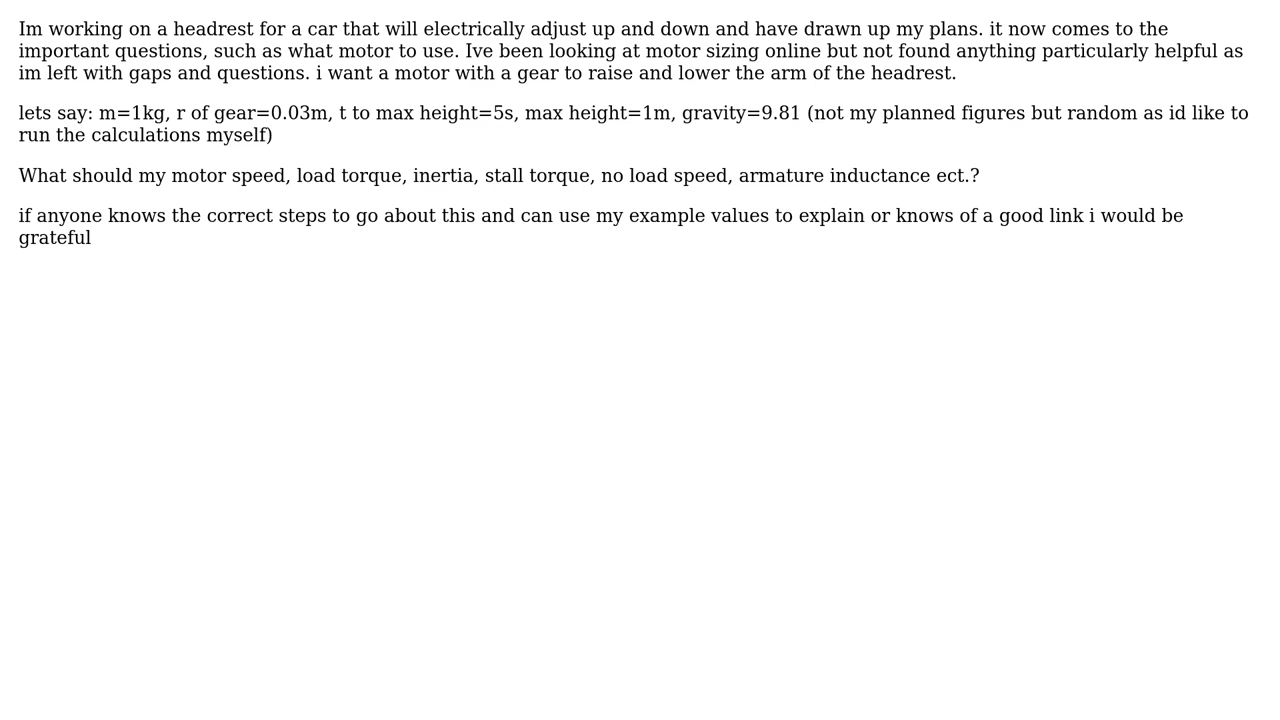 Im working on a headrest for a car that will electrically adjust up and down and have drawn up my plans. it now comes to the
important questions, such as what motor to use. Ive been looking at motor sizing online but not found anything particularly helpful as
im left with gaps and questions. i want a motor with a gear to raise and lower the arm of the headrest.
lets say: m=1kg, r of gear=0.03m, t to max height=5s, max height=1m, gravity=9.81 (not my planned figures but random as id like to
run the calculations myself)
What should my motor speed, load torque, inertia, stall torque, no load speed, armature inductance ect.?
if anyone knows the correct steps to go about this and can use my example values to explain or knows of a good link i would be
grateful